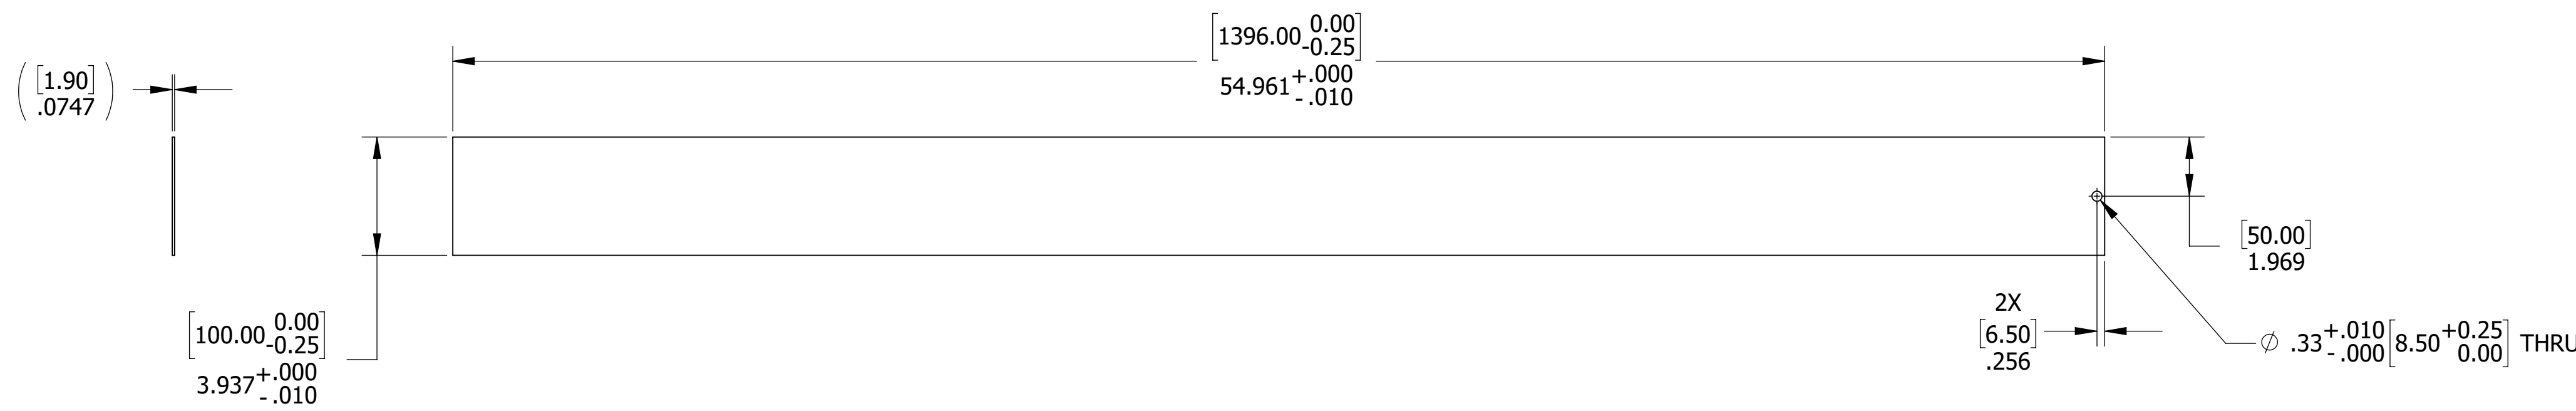 [1396.00 0.00 -0.25]
54.961 +.000 -.010
([1.90]
.0747)
[50.00]
1.969
2X
[6.50]
.256
[100.00 0.00 -0.25]
3.937 +.000 -.010
⌀ .33 +.010 -.000 [8.50 +0.25 0.00] THRU